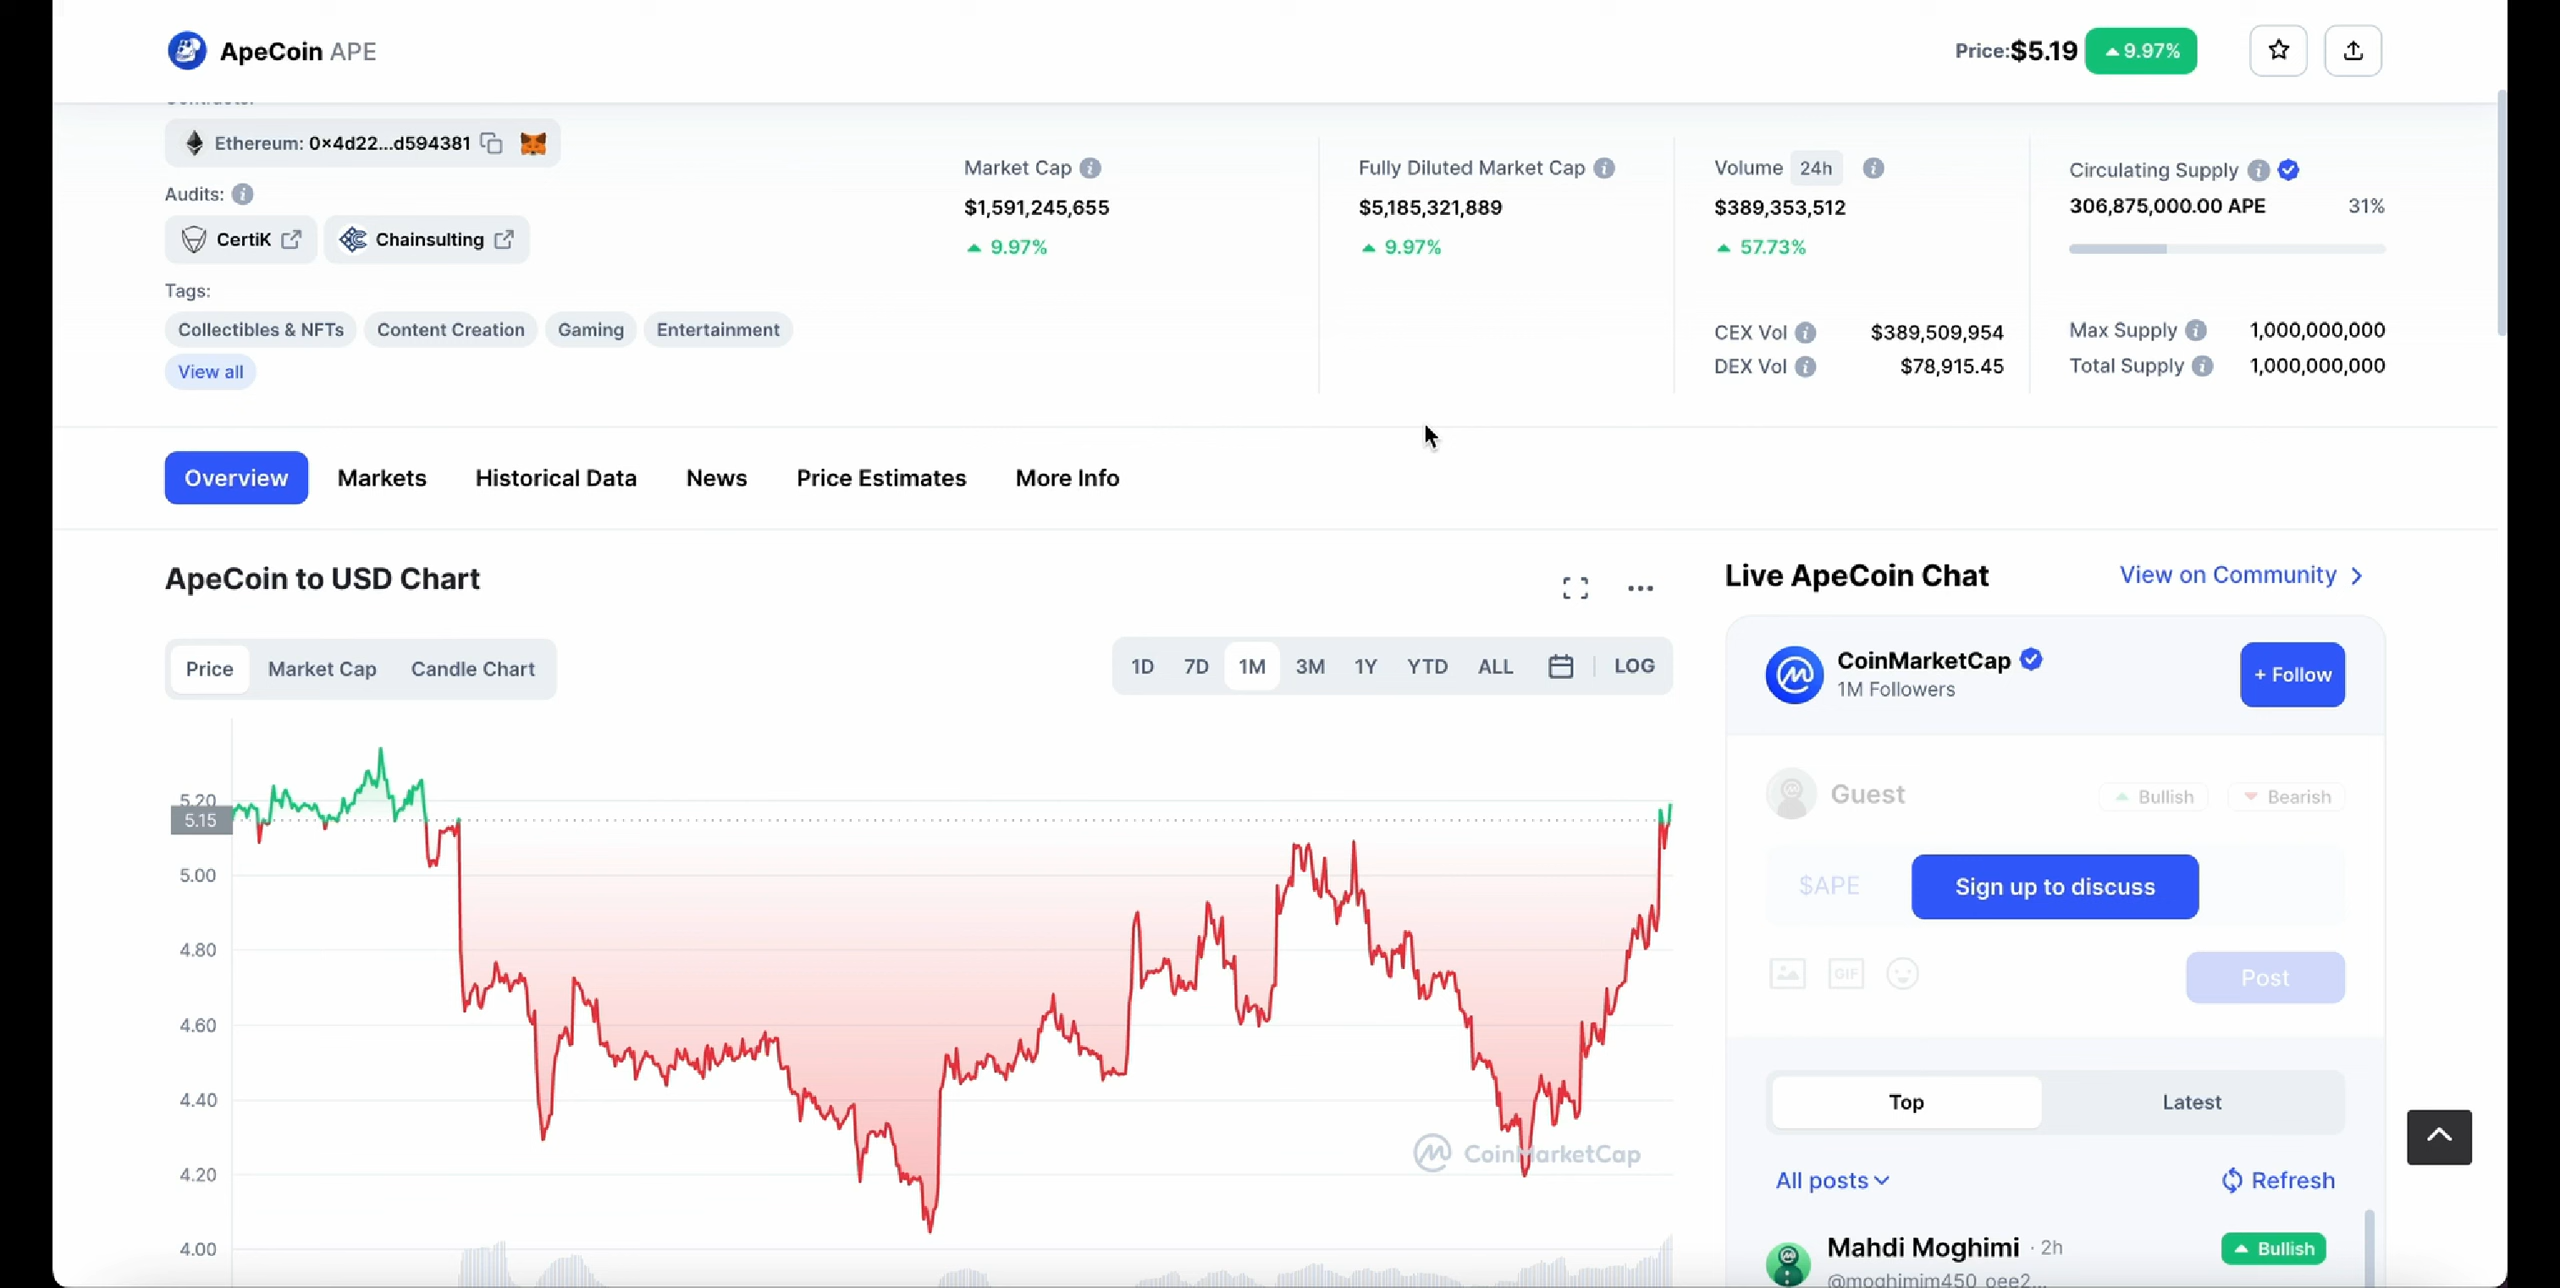 ApeCoin APE
Price:$5.19 9.97%
Ethereum: 0×4d22...d594381
Audits:
CertiK
Chainsulting
Tags:
Collectibles & NFTs
Content Creation
Gaming
Entertainment
View all
Market Cap
$1,591,245,655
9.97%
Fully Diluted Market Cap
$5,185,321,889
9.97%
Volume 24h
$389,353,512
57.73%
CEX Vol $389,509,954
DEX Vol $78,915.45
Circulating Supply
306,875,000.00 APE 31%
Max Supply 1,000,000,000
Total Supply 1,000,000,000
Overview Markets Historical Data News Price Estimates More Info
ApeCoin to USD Chart
Price Market Cap Candle Chart
1D 7D 1M 3M 1Y YTD ALL LOG
5.20
5.15
5.00
4.80
4.60
4.40
4.20
4.00
CoinMarketCap
Live ApeCoin Chat
View on Community
CoinMarketCap
1M Followers
+ Follow
Guest
Bullish
Bearish
$APE
Sign up to discuss
GIF
Post
Top Latest
All posts
Refresh
Mahdi Moghimi · 2h
Bullish
@moghimim450_oee2...